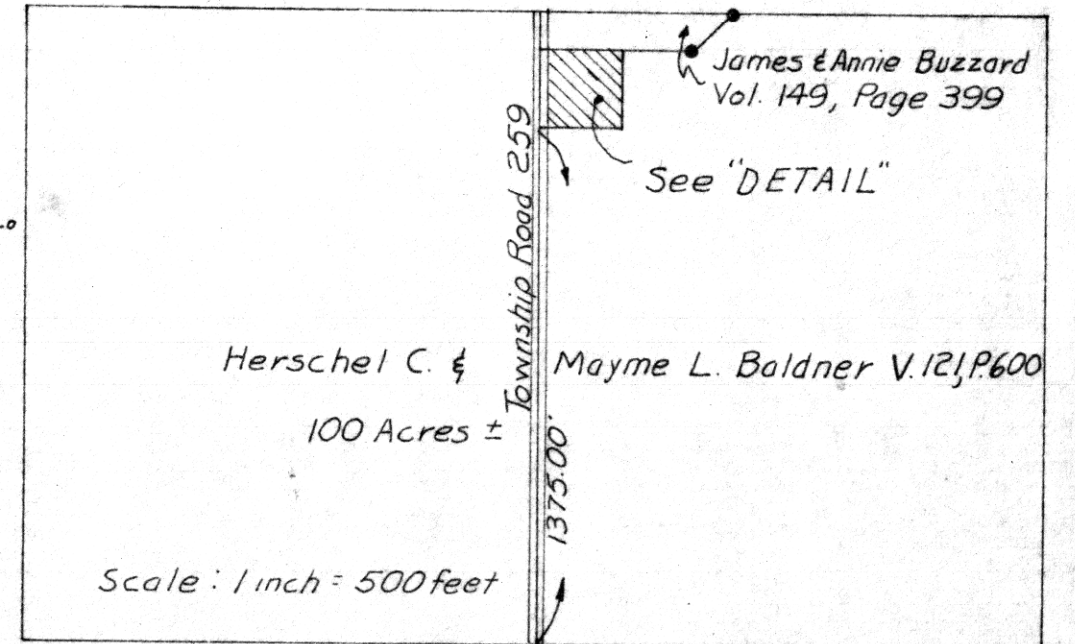 James & Annie Buzzard
Vol. 149, Page 399
See "DETAIL"
Township Road 259
Herschel C. & Mayme L. Baldner V.121,P.600
100 Acres ±
1375.00'
Scale : 1 inch = 500 feet